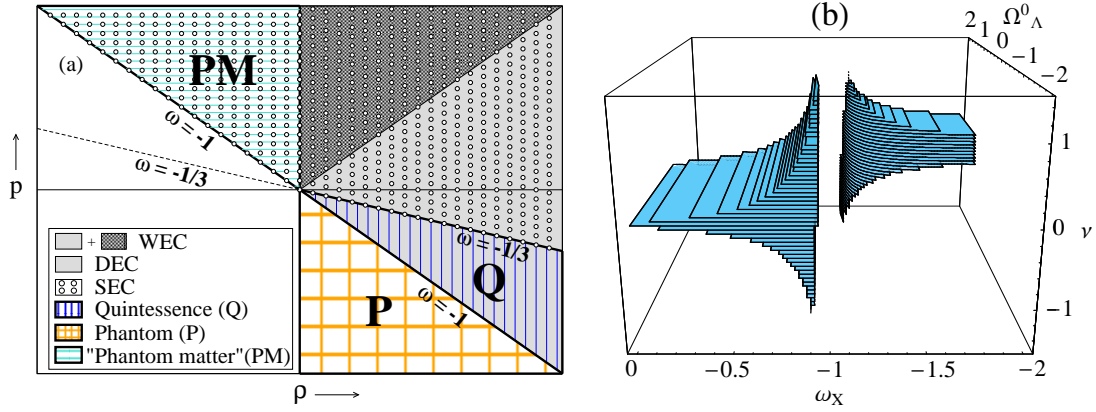 (a)
PM
ω = -1
ω = -1/3
p
+ WEC
DEC
SEC
Quintessence (Q)
Phantom (P)
"Phantom matter"(PM)
ω = -1/3
Q
P
ω = -1
ρ
(b)
2 1 0 −1 −2
Ω⁰Λ
1
0
−1
ν
0 −0.5 −1 −1.5 −2
ωX